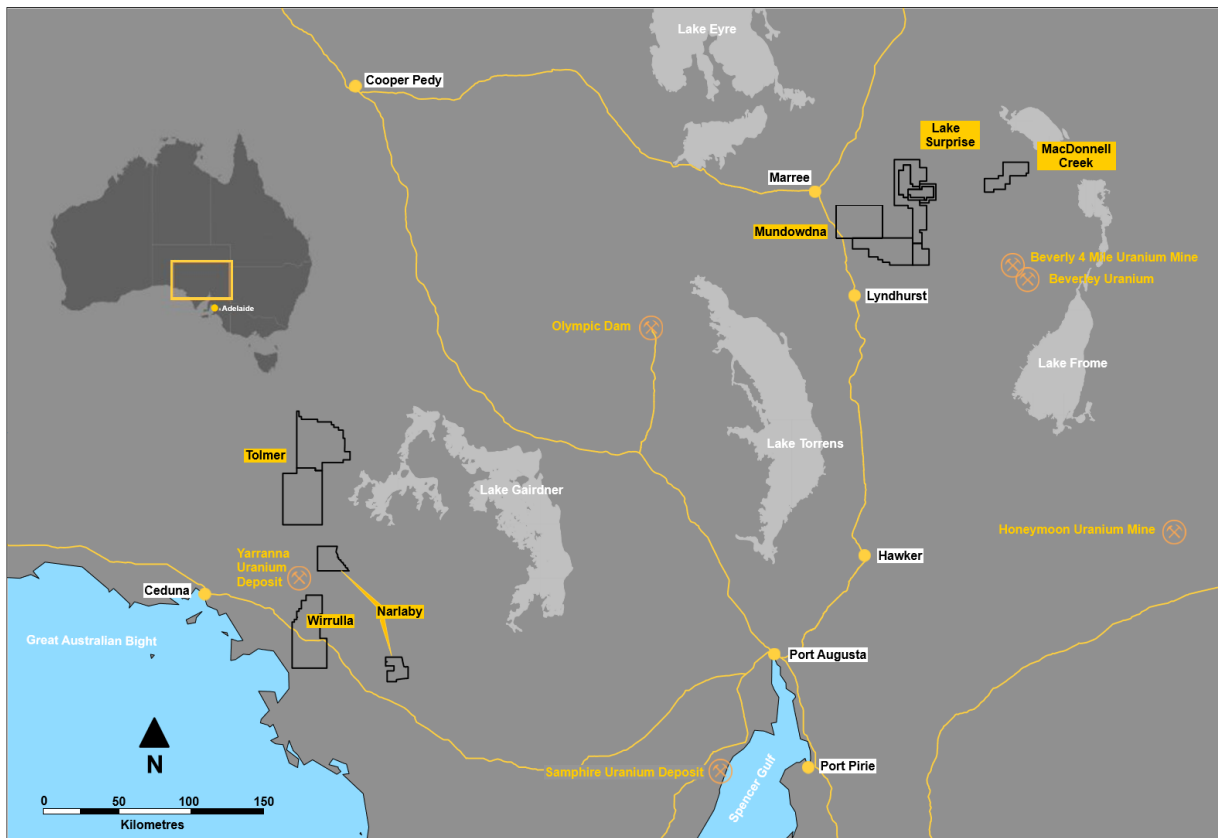 Lake Eyre
Cooper Pedy
Lake
Surprise
MacDonnell
Creek
Marree
Mundowdna
Beverly 4 Mile Uranium Mine
Beverley Uranium
Lyndhurst
Adelaide
Olympic Dam
Lake Frome
Lake Torrens
Tolmer
Lake Gairdner
Honeymoon Uranium Mine
Yarranna
Uranium
Deposit
Hawker
Ceduna
Wirrulla
Narlaby
Great Australian Bight
Port Augusta
N
Samphire Uranium Deposit
Spencer Gulf
Port Pirie
0 50 100 150
Kilometres